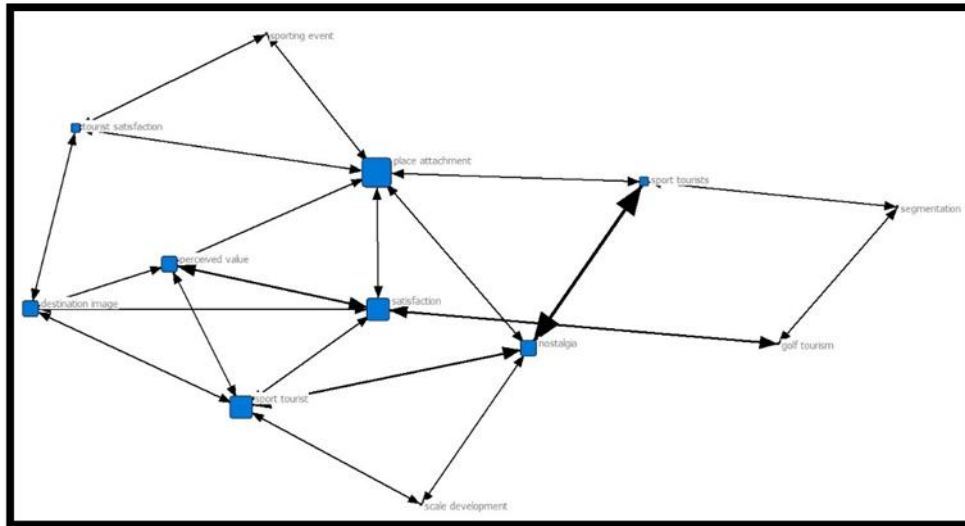 sporting event
tourist satisfaction
place attachment
sport tourists
segmentation
perceived value
destination image
satisfaction
nostalgia
golf tourism
sport tourist
scale development